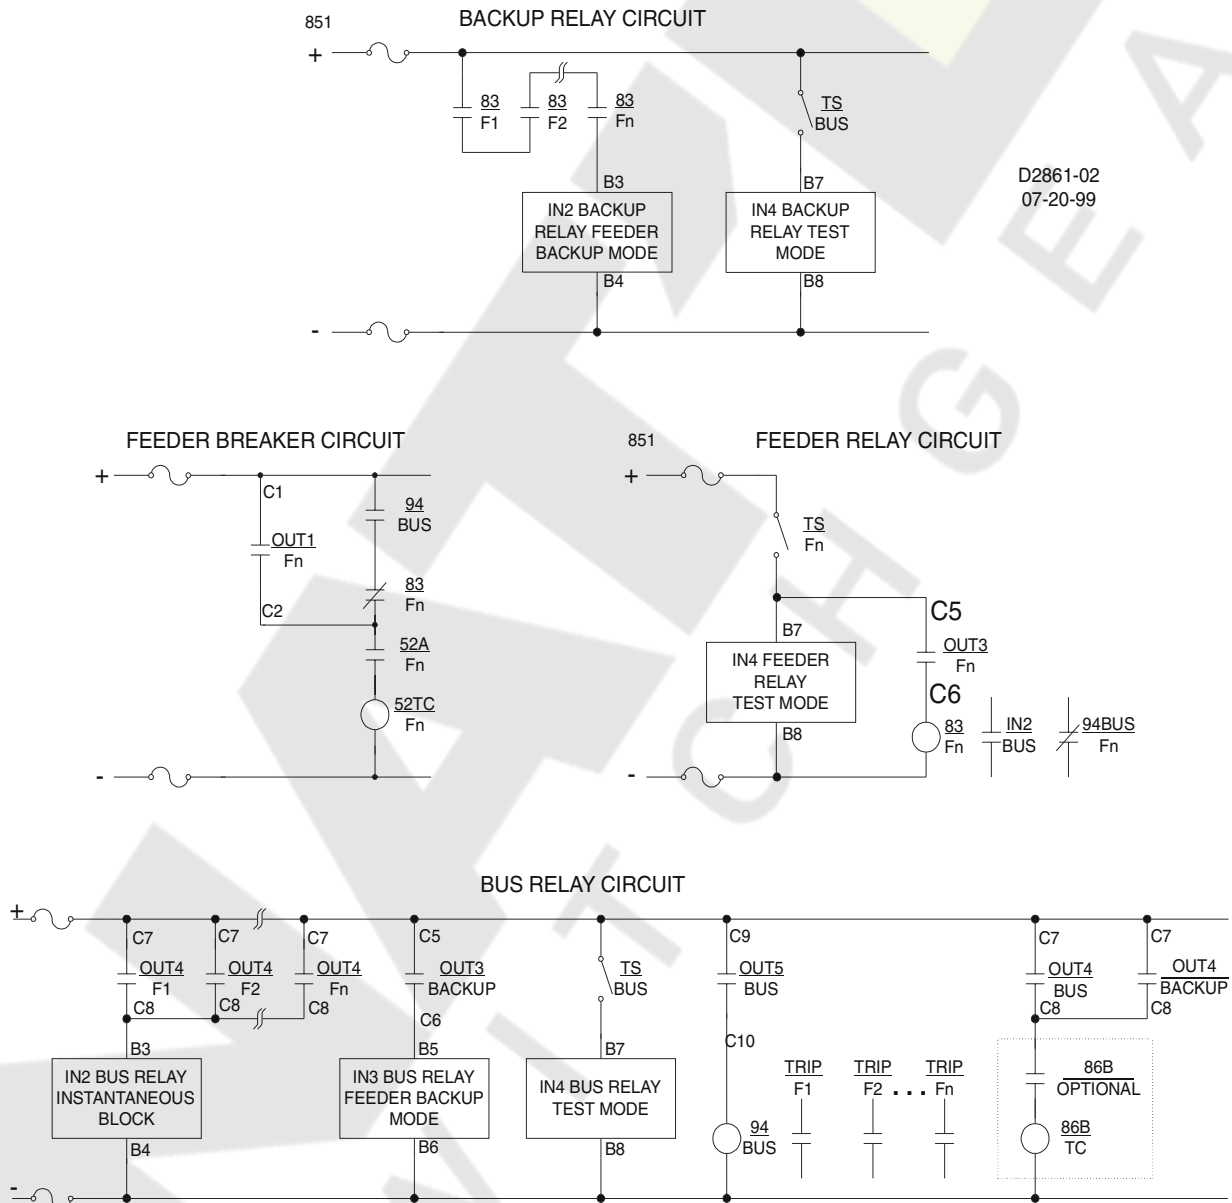 BACKUP RELAY CIRCUIT
851
+
83
F1
83
F2
83
Fn
TS
BUS
B3
B7
IN2 BACKUP
RELAY FEEDER
BACKUP MODE
IN4 BACKUP
RELAY TEST
MODE
B4
B8
-
D2861-02
07-20-99
FEEDER BREAKER CIRCUIT
+
C1
94
BUS
OUT1
Fn
83
Fn
C2
52A
Fn
52TC
Fn
-
851
FEEDER RELAY CIRCUIT
+
TS
Fn
C5
B7
OUT3
Fn
IN4 FEEDER
RELAY
TEST MODE
C6
B8
83
Fn
IN2
BUS
94BUS
Fn
-
BUS RELAY CIRCUIT
+
C7
C7
C7
C5
C9
C7
C7
OUT4
F1
OUT4
F2
OUT4
Fn
OUT3
BACKUP
TS
BUS
OUT5
BUS
OUT4
BUS
OUT4
BACKUP
C8
C8
C8
C6
C10
C8
C8
B3
B5
B7
IN2 BUS RELAY
INSTANTANEOUS
BLOCK
IN3 BUS RELAY
FEEDER BACKUP
MODE
IN4 BUS RELAY
TEST MODE
TRIP
F1
TRIP
F2
...
TRIP
Fn
86B
OPTIONAL
B4
B6
B8
94
BUS
86B
TC
-
SWITCHGEAR